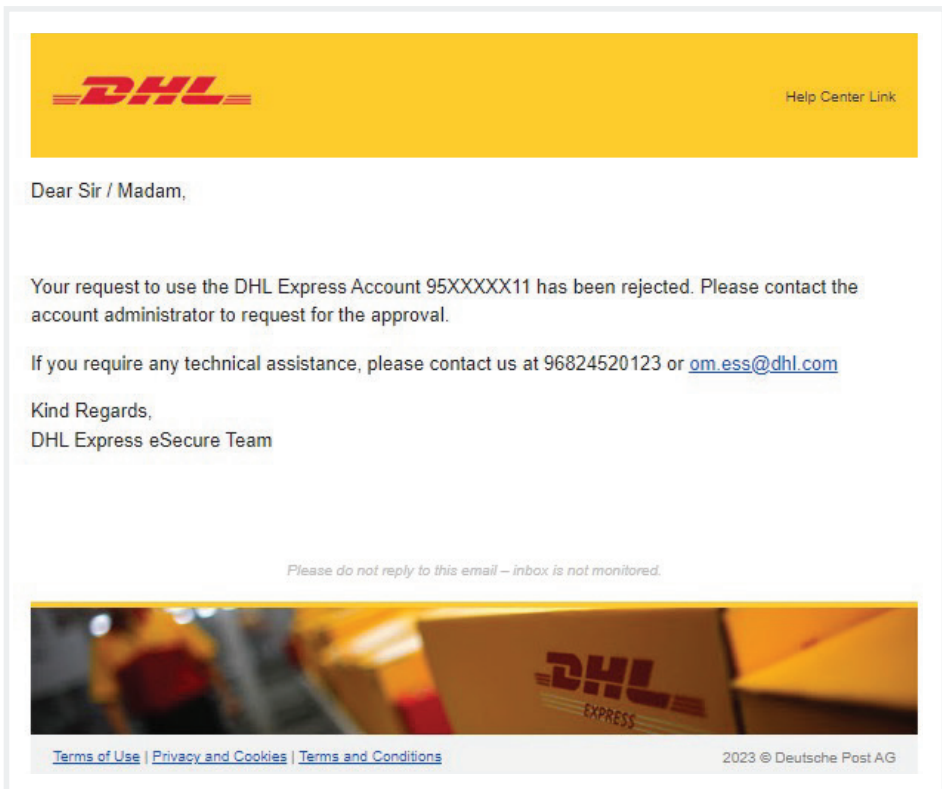 DHL
Help Center Link
Dear Sir / Madam,
Your request to use the DHL Express Account 95XXXXX11 has been rejected. Please contact the
account administrator to request for the approval.
If you require any technical assistance, please contact us at 96824520123 or om.ess@dhl.com
Kind Regards,
DHL Express eSecure Team
Please do not reply to this email – inbox is not monitored.
DHL
EXPRESS
Terms of Use | Privacy and Cookies | Terms and Conditions
2023 © Deutsche Post AG